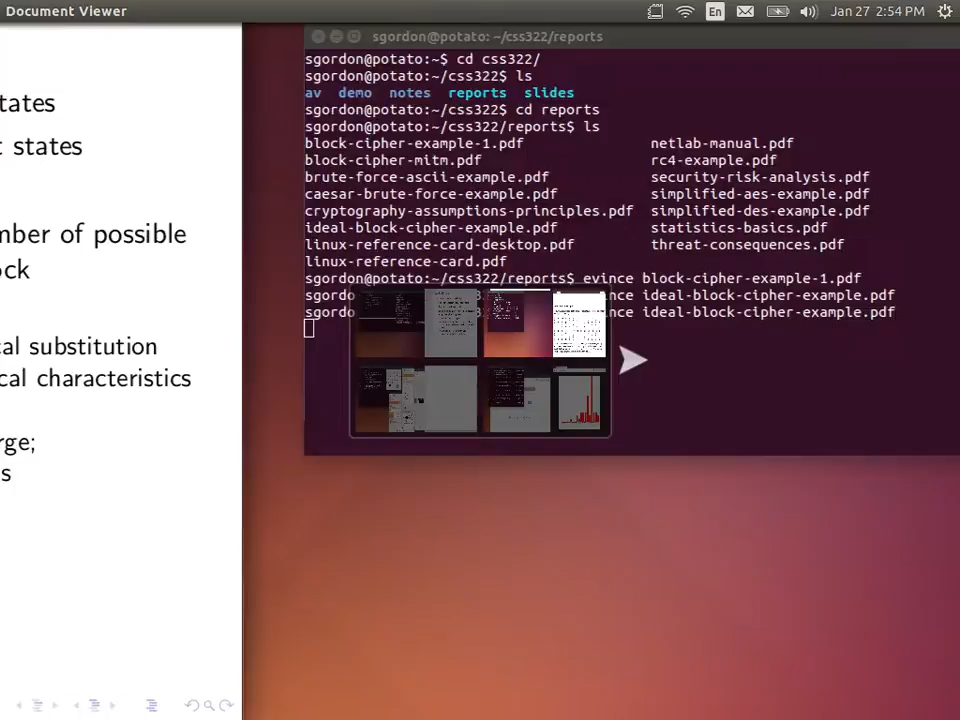 Document Viewer
En
Jan 27 2:54 PM
tates
t states
mber of possible
ock
cal substitution
cal characteristics
rge;
s
sgordon@potato: ~/css322/reports
sgordon@potato:~$ cd css322/
sgordon@potato:~/css322$ ls
av demo notes reports slides
sgordon@potato:~/css322$ cd reports
sgordon@potato:~/css322/reports$ ls
block-cipher-example-1.pdf netlab-manual.pdf
block-cipher-mitm.pdf rc4-example.pdf
brute-force-ascii-example.pdf security-risk-analysis.pdf
caesar-brute-force-example.pdf simplified-aes-example.pdf
cryptography-assumptions-principles.pdf simplified-des-example.pdf
ideal-block-cipher-example.pdf statistics-basics.pdf
linux-reference-card-desktop.pdf threat-consequences.pdf
linux-reference-card.pdf
sgordon@potato:~/css322/reports$ evince block-cipher-example-1.pdf
sgordo ince ideal-block-cipher-example.pdf
sgordo ince ideal-block-cipher-example.pdf